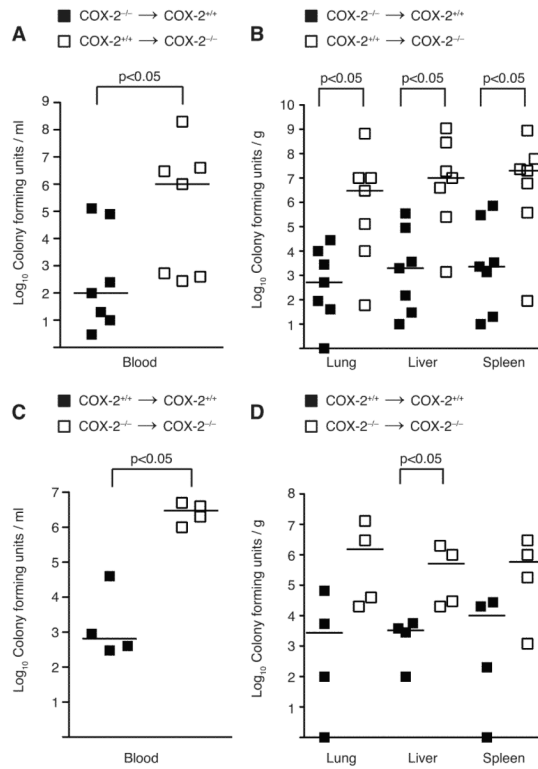 A
■ COX-2⁻/⁻ → COX-2⁺/⁺
□ COX-2⁺/⁺ → COX-2⁻/⁻
p<0.05
Log₁₀ Colony forming units / ml
9
8
7
6
5
4
3
2
1
Blood
B
■ COX-2⁻/⁻ → COX-2⁺/⁺
□ COX-2⁺/⁺ → COX-2⁻/⁻
p<0.05 p<0.05 p<0.05
Log₁₀ Colony forming units / g
10
9
8
7
6
5
4
3
2
1
Lung Liver Spleen
C
■ COX-2⁺/⁺ → COX-2⁺/⁺
□ COX-2⁻/⁻ → COX-2⁻/⁻
p<0.05
Log₁₀ Colony forming units / ml
7
6
5
4
3
2
1
Blood
D
■ COX-2⁺/⁺ → COX-2⁺/⁺
□ COX-2⁻/⁻ → COX-2⁻/⁻
p<0.05
Log₁₀ Colony forming units / g
8
7
6
5
4
3
2
1
Lung Liver Spleen